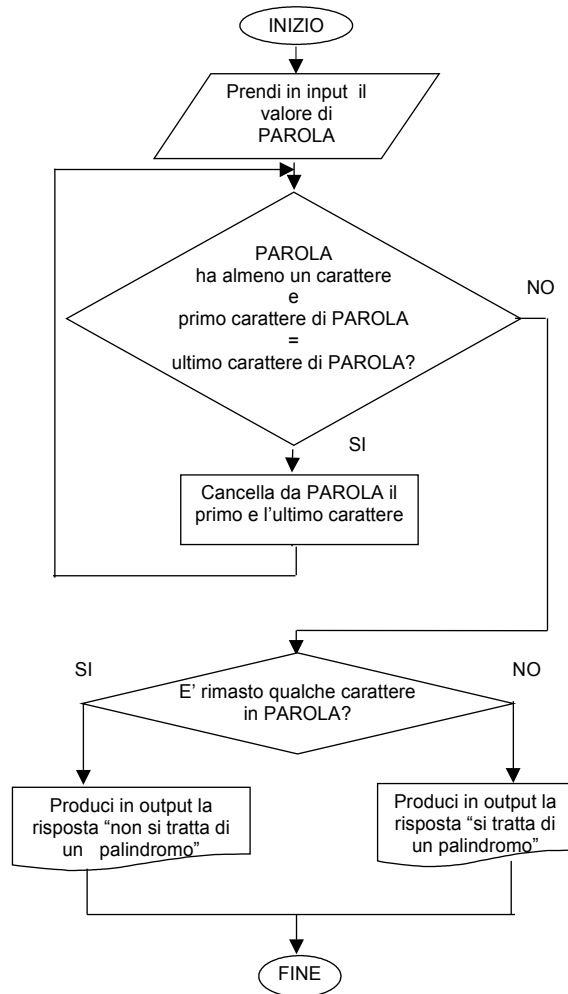 INIZIO
Prendi in input il
valore di
PAROLA
PAROLA
ha almeno un carattere
e
primo carattere di PAROLA
=
ultimo carattere di PAROLA?
NO
SI
Cancella da PAROLA il
primo e l'ultimo carattere
SI
NO
E' rimasto qualche carattere
in PAROLA?
Produci in output la
risposta “non si tratta di
un palindromo”
Produci in output la
risposta “si tratta di
un palindromo”
FINE